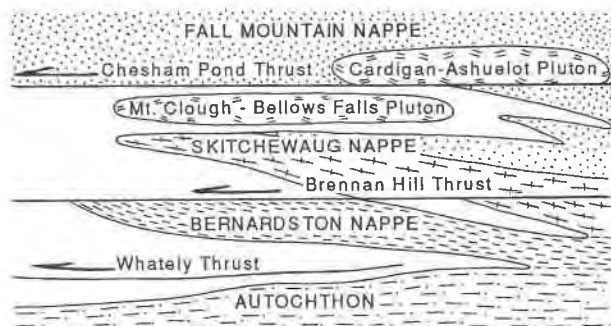 FALL MOUNTAIN NAPPE
Chesham Pond Thrust
Cardigan-Ashuelot Pluton
Mt. Clough - Bellows Falls Pluton
SKITCHEWAUG NAPPE
Brennan Hill Thrust
BERNARDSTON NAPPE
Whately Thrust
AUTOCHTHON